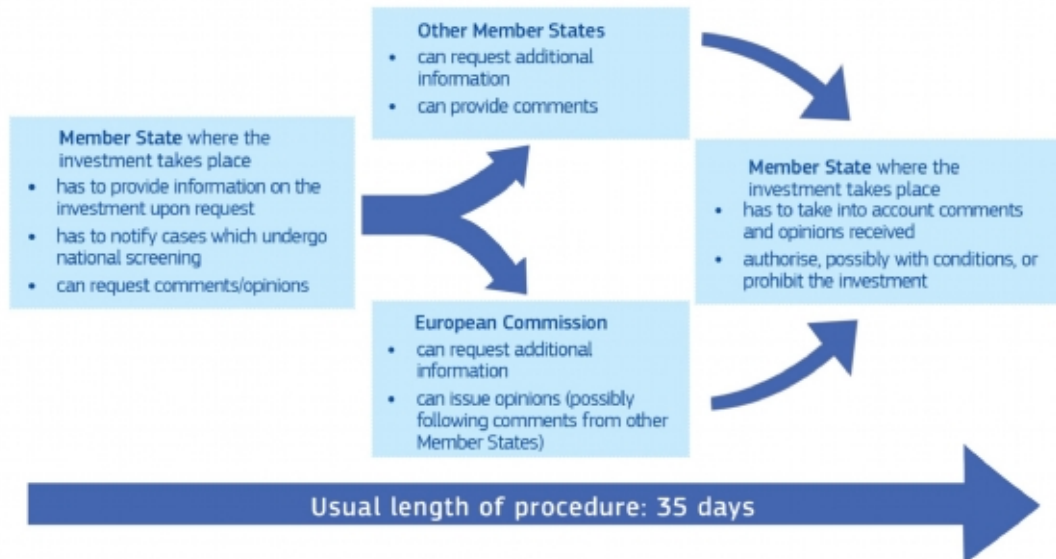 Member State where the
investment takes place
• has to provide information on the
investment upon request
• has to notify cases which undergo
national screening
• can request comments/opinions
Other Member States
• can request additional
information
• can provide comments
European Commission
• can request additional
information
• can issue opinions (possibly
following comments from other
Member States)
Member State where the
investment takes place
• has to take into account comments
and opinions received
• authorise, possibly with conditions, or
prohibit the investment
Usual length of procedure: 35 days